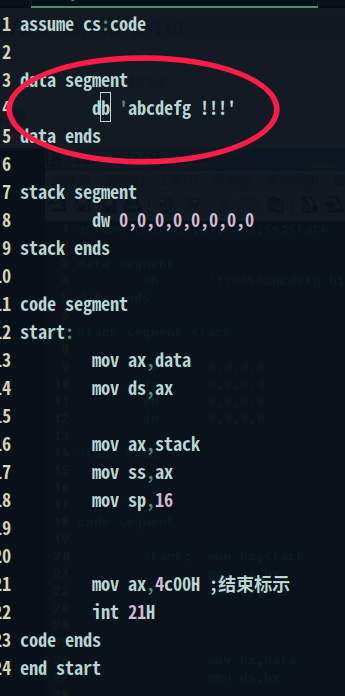 1 assume cs:code
2
3 data segment
4 db 'abcdefg !!!'
5 data ends
6
7 stack segment
8 dw 0,0,0,0,0,0,0,0
9 stack ends
10
11 code segment
12 start:
13 mov ax,data
14 mov ds,ax
15
16 mov ax,stack
17 mov ss,ax
18 mov sp,16
19
20
21 mov ax,4c00H ;结束标示
22 int 21H
23 code ends
24 end start